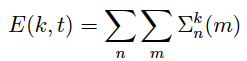 E(k, t) = ∑_n ∑_m Σ_n^k(m)